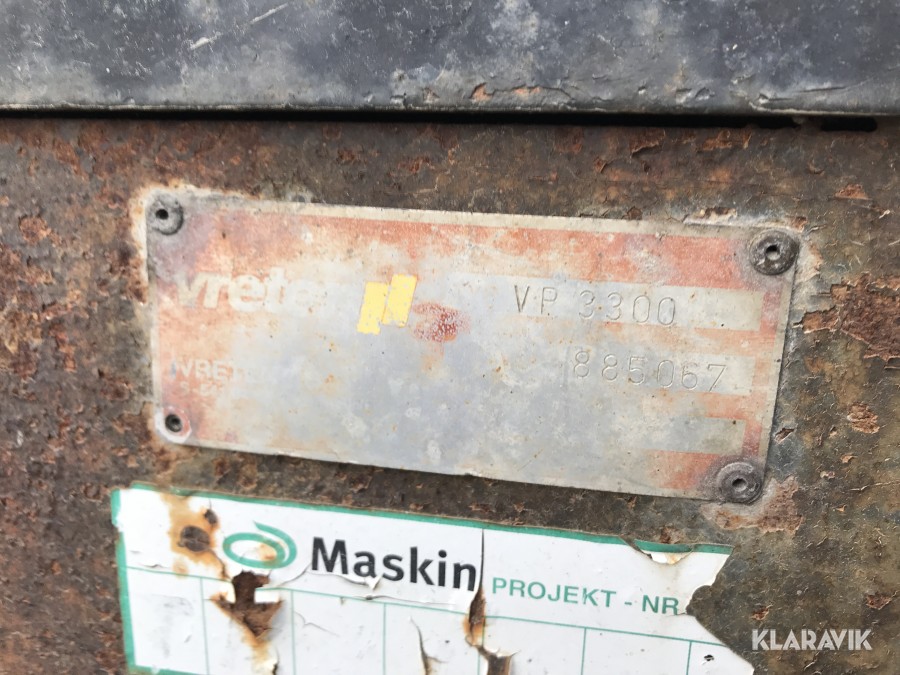 vreten
VP 3300
885067
Maskin
PROJEKT - NR
KLARAVIK